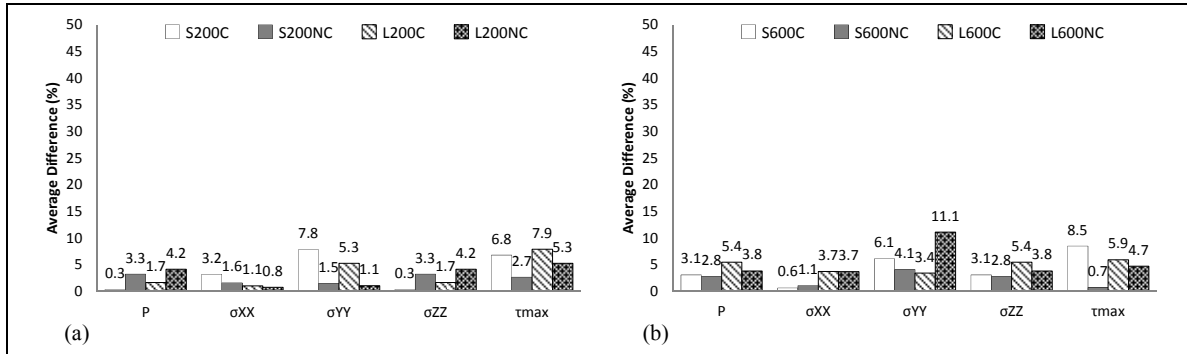 S200C S200NC L200C L200NC
Average Difference (%)
50
45
40
35
30
25
20
15
10
5
0
0.3 3.3 1.7 4.2 3.2 1.6 1.1 0.8 7.8 1.5 5.3 1.1 0.3 3.3 1.7 4.2 6.8 2.7 7.9 5.3
P σXX σYY σZZ τmax
(a)
S600C S600NC L600C L600NC
Average Difference (%)
50
45
40
35
30
25
20
15
10
5
0
3.1 2.8 5.4 3.8 0.6 1.1 3.7 3.7 6.1 4.1 3.4 11.1 3.1 2.8 5.4 3.8 8.5 0.7 5.9 4.7
P σXX σYY σZZ τmax
(b)